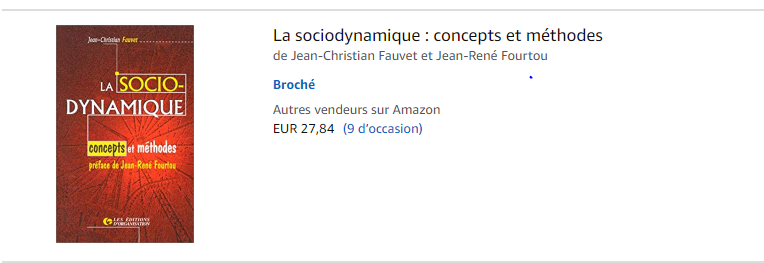 Jean-Christian Fauvet
LA SOCIO-
DYNAMIQUE
concepts et méthodes
préface de Jean-René Fourtou
LES ÉDITIONS
D'ORGANISATION
La sociodynamique : concepts et méthodes
de Jean-Christian Fauvet et Jean-René Fourtou
Broché
Autres vendeurs sur Amazon
EUR 27,84 (9 d'occasion)